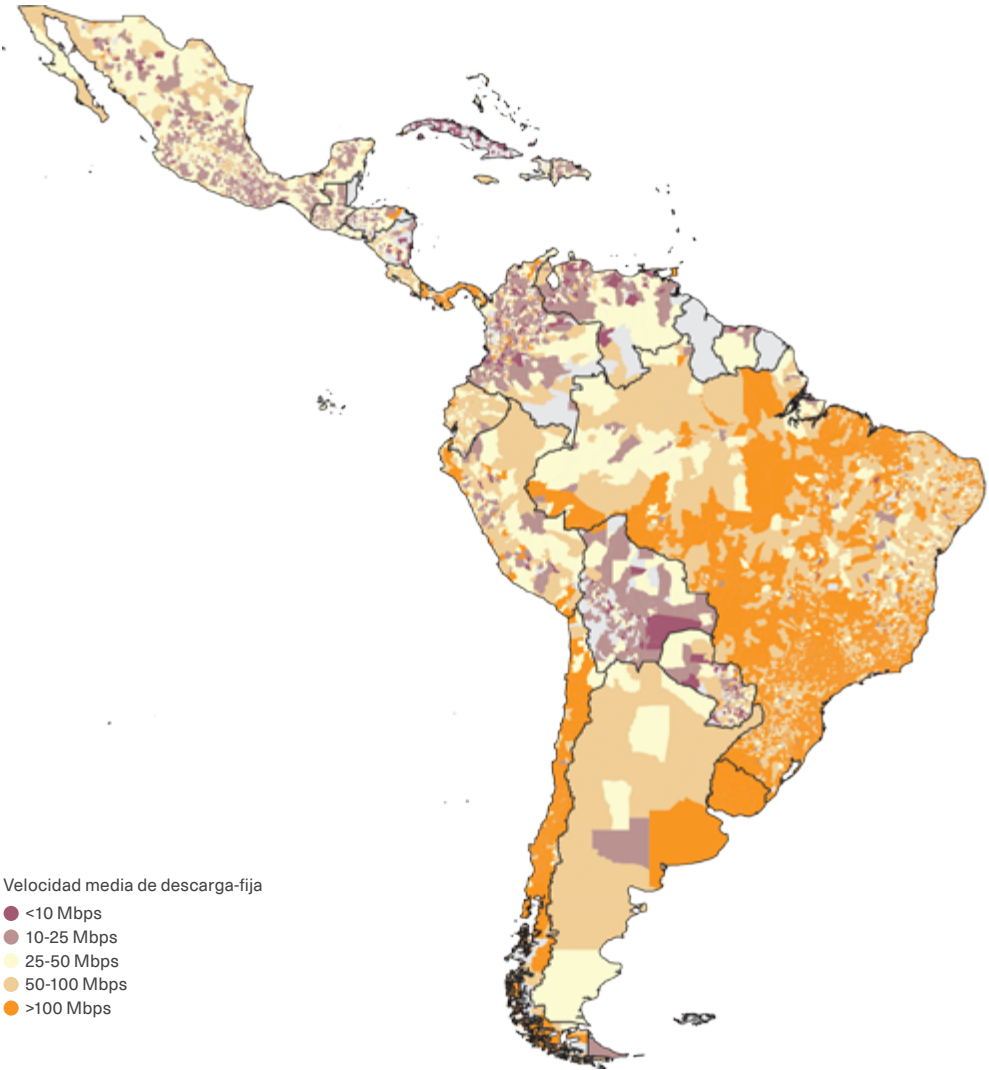 Velocidad media de descarga-fija
<10 Mbps
10-25 Mbps
25-50 Mbps
50-100 Mbps
>100 Mbps